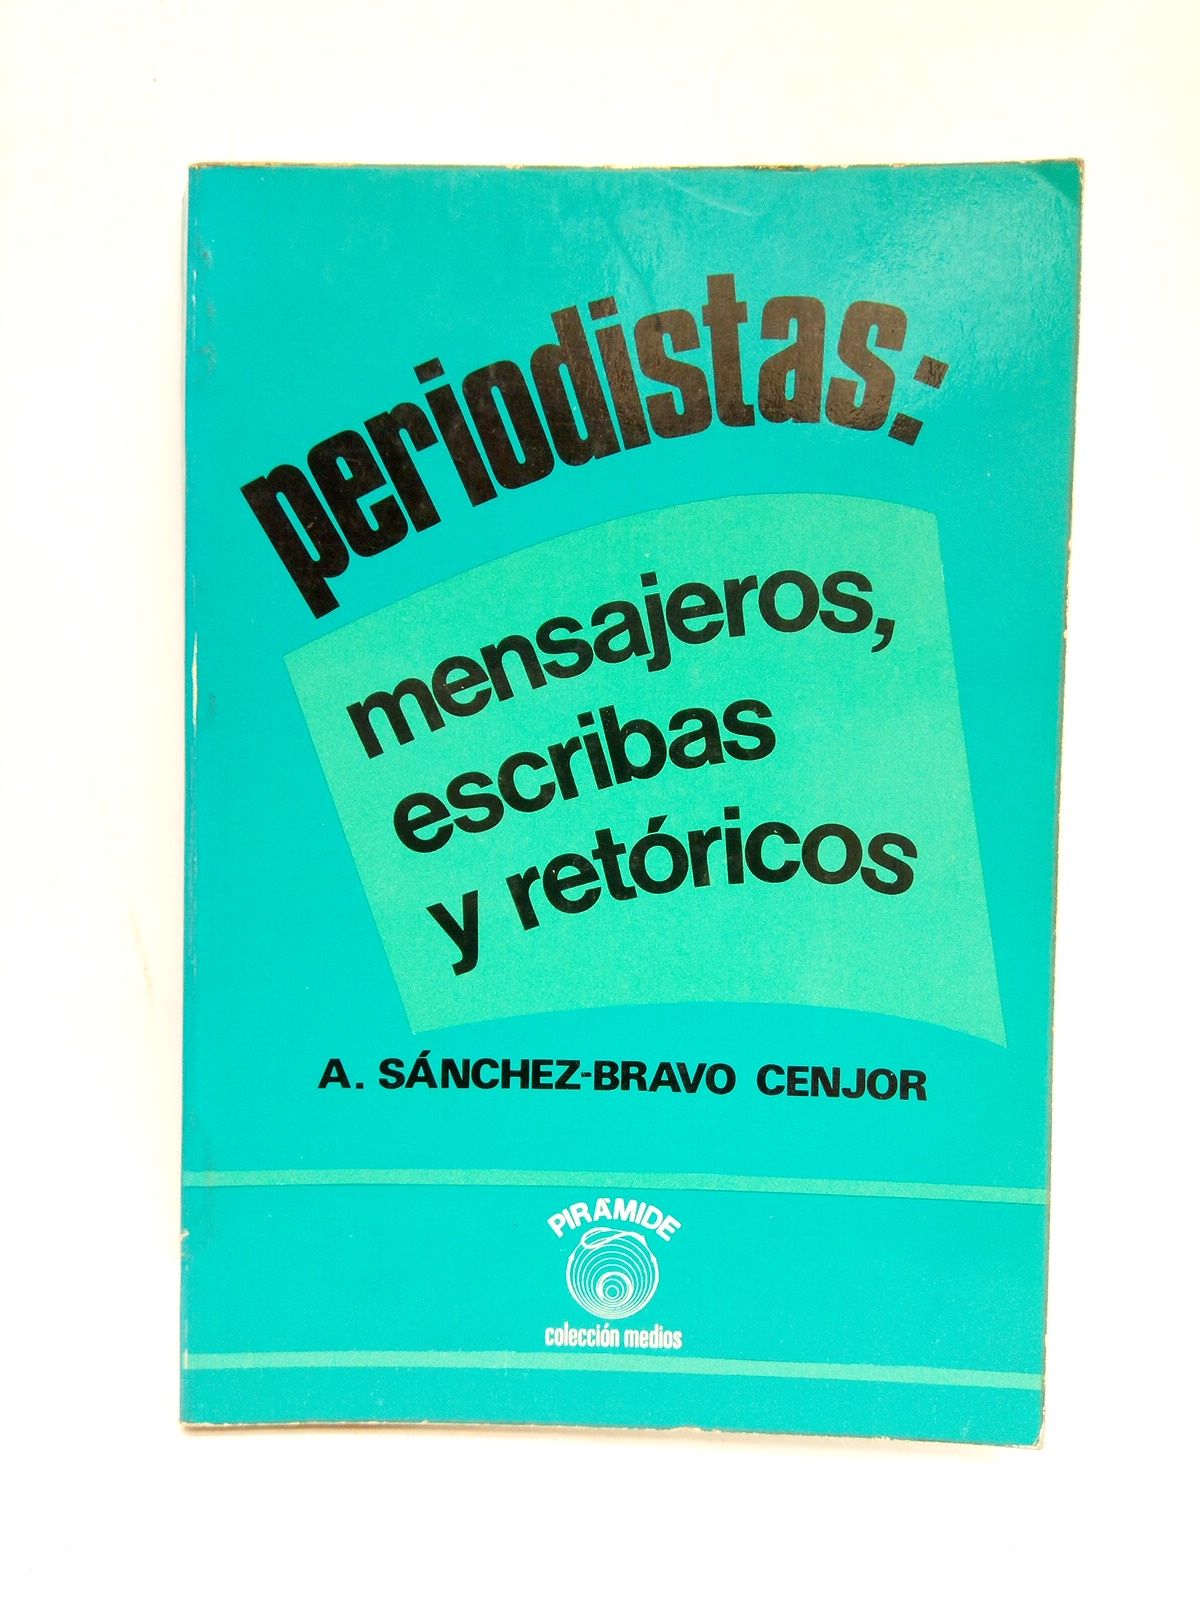 periodistas:
mensajeros,
escribas
y retóricos
A. SÁNCHEZ-BRAVO CENJOR
PIRÁMIDE
colección medios